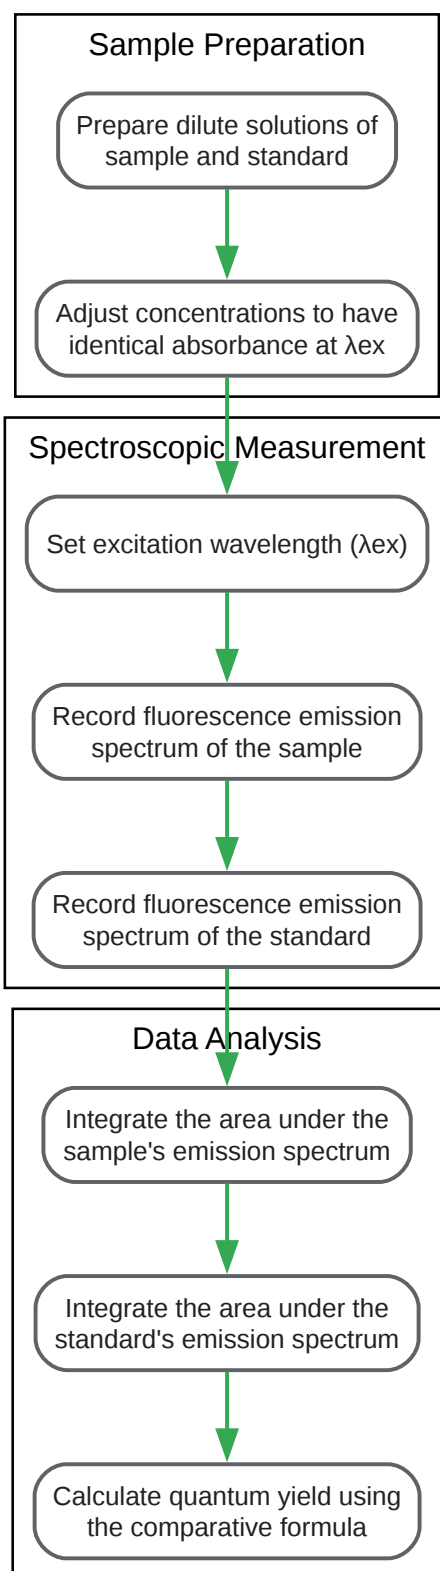 Sample Preparation
Prepare dilute solutions of
sample and standard
Adjust concentrations to have
identical absorbance at λex
Spectroscopic Measurement
Set excitation wavelength (λex)
Record fluorescence emission
spectrum of the sample
Record fluorescence emission
spectrum of the standard
Data Analysis
Integrate the area under the
sample's emission spectrum
Integrate the area under the
standard's emission spectrum
Calculate quantum yield using
the comparative formula